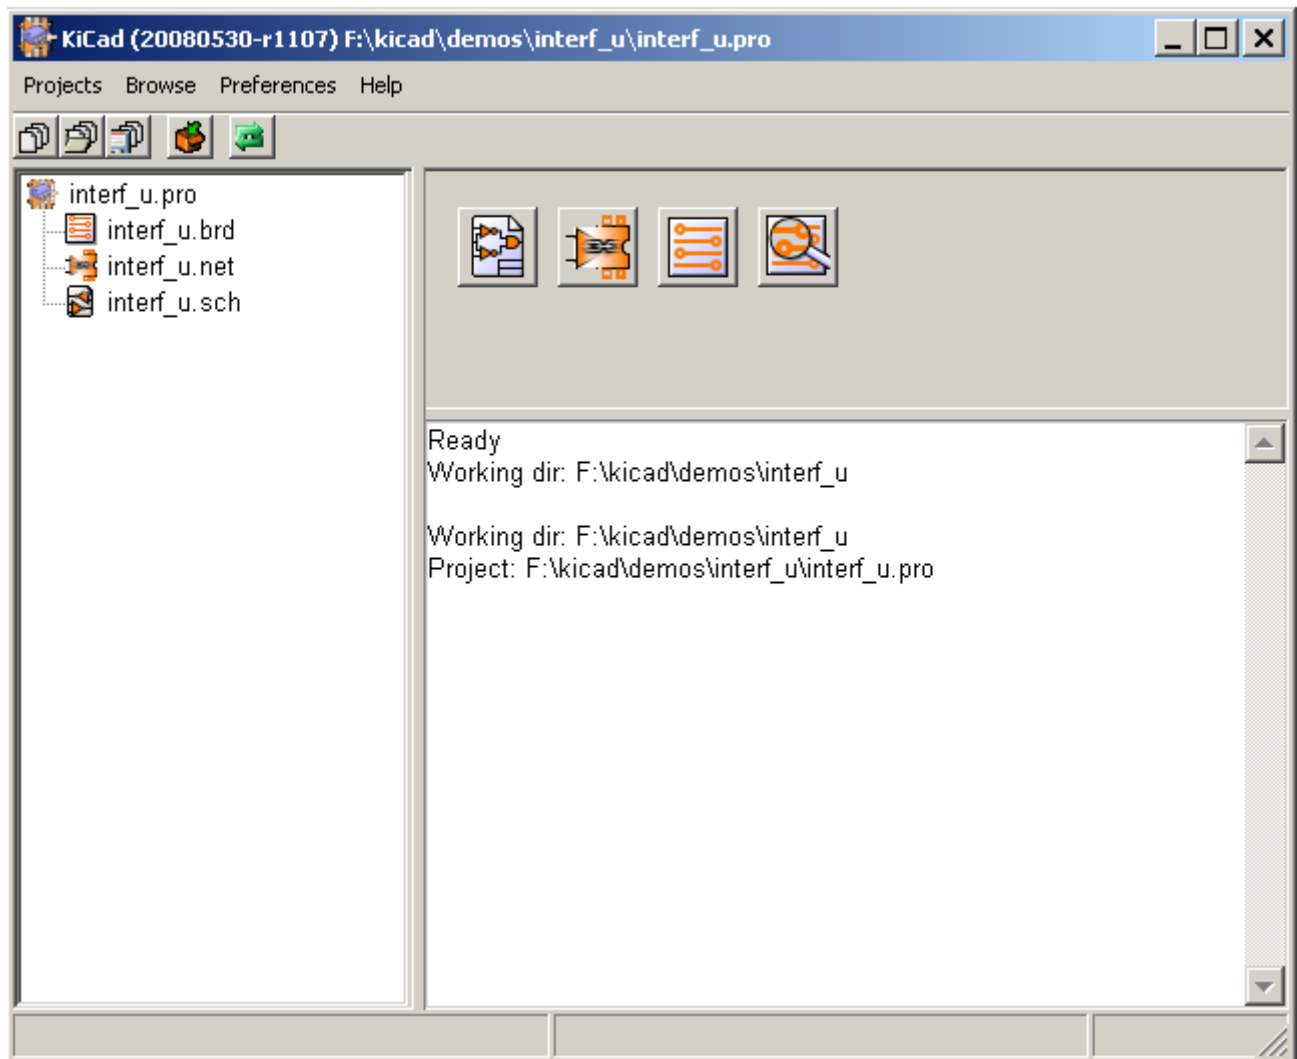 KiCad (20080530-r1107) F:\kicad\demos\interf_u\interf_u.pro
Projects Browse Preferences Help
interf_u.pro
interf_u.brd
interf_u.net
interf_u.sch
Ready
Working dir: F:\kicad\demos\interf_u
Working dir: F:\kicad\demos\interf_u
Project: F:\kicad\demos\interf_u\interf_u.pro